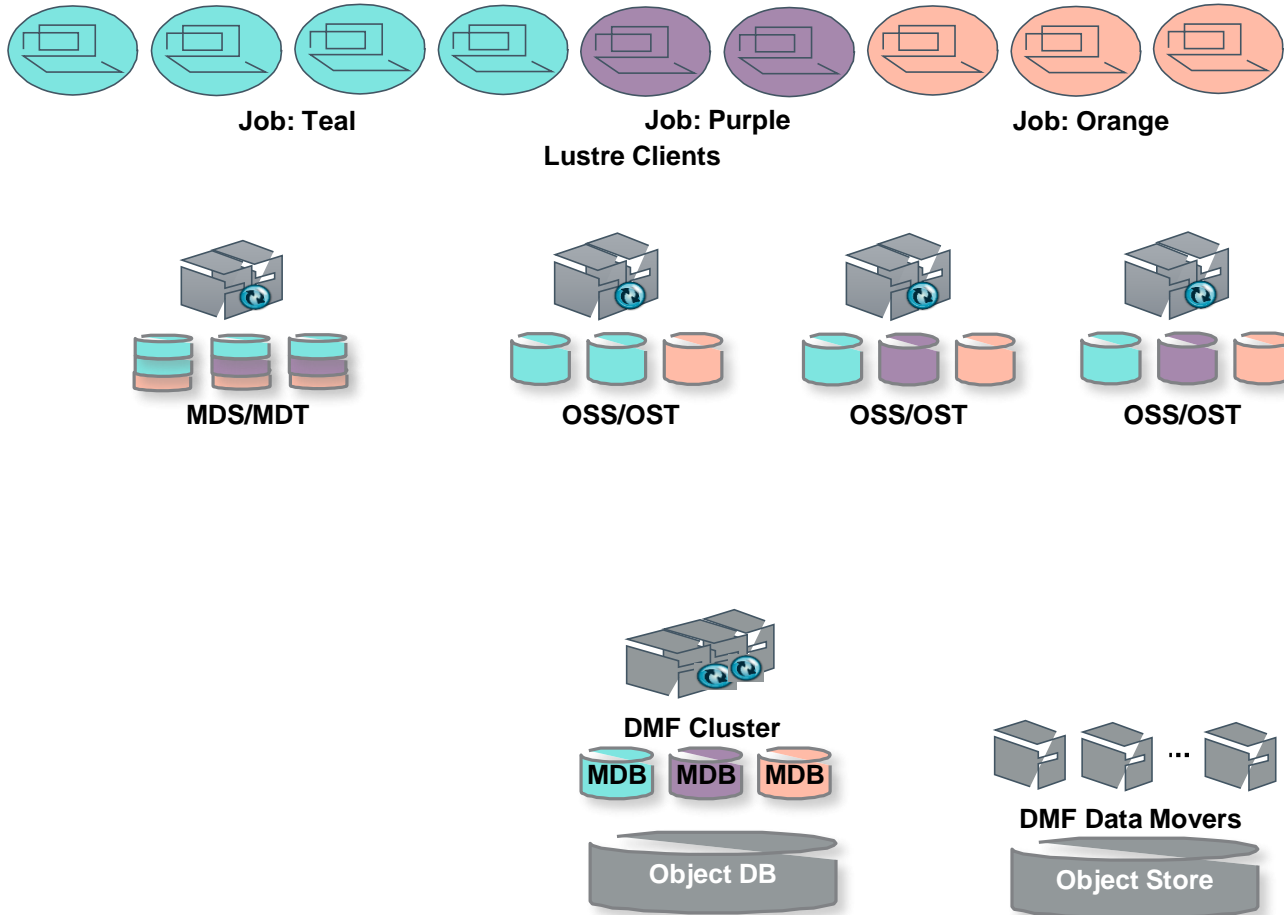 Job: Teal
Job: Purple
Job: Orange
Lustre Clients
MDS/MDT
OSS/OST
OSS/OST
OSS/OST
DMF Cluster
MDB
MDB
MDB
...
DMF Data Movers
Object DB
Object Store